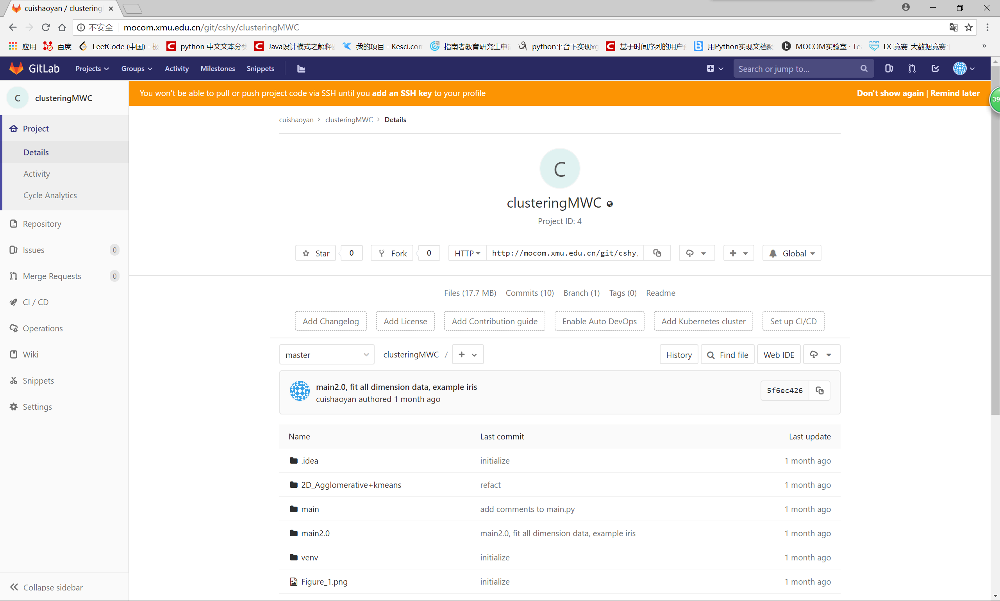 cuishaoyan / clustering
不安全 mocom.xmu.edu.cn/git/cshy/clusteringMWC
应用 百度 LeetCode (中国) - 极 python 中文文本分类 Java设计模式之解释 我的项目 - Kesci.com 指南者教育研究生申 python平台下实现xg 基于时间序列的用户 用Python实现文档聚 MOCOM实验室 · Te DC竞赛-大数据竞赛 »
GitLab Projects Groups Activity Milestones Snippets Search or jump to...
C clusteringMWC
You won't be able to pull or push project code via SSH until you add an SSH key to your profile Don't show again | Remind later
39
Project
Details
Activity
Cycle Analytics
Repository
Issues 0
Merge Requests 0
CI / CD
Operations
Wiki
Snippets
Settings
Collapse sidebar
cuishaoyan > clusteringMWC > Details
C
clusteringMWC
Project ID: 4
Star 0 Fork 0 HTTP http://mocom.xmu.edu.cn/git/cshy/ Global
Files (17.7 MB) Commits (10) Branch (1) Tags (0) Readme
Add Changelog Add License Add Contribution guide Enable Auto DevOps Add Kubernetes cluster Set up CI/CD
master clusteringMWC / + History Find file Web IDE
main2.0, fit all dimension data, example iris
cuishaoyan authored 1 month ago
5f6ec426
Name Last commit Last update
.idea initialize 1 month ago
2D_Agglomerative+kmeans refact 1 month ago
main add comments to main.py 1 month ago
main2.0 main2.0, fit all dimension data, example iris 1 month ago
venv initialize 1 month ago
Figure_1.png initialize 1 month ago